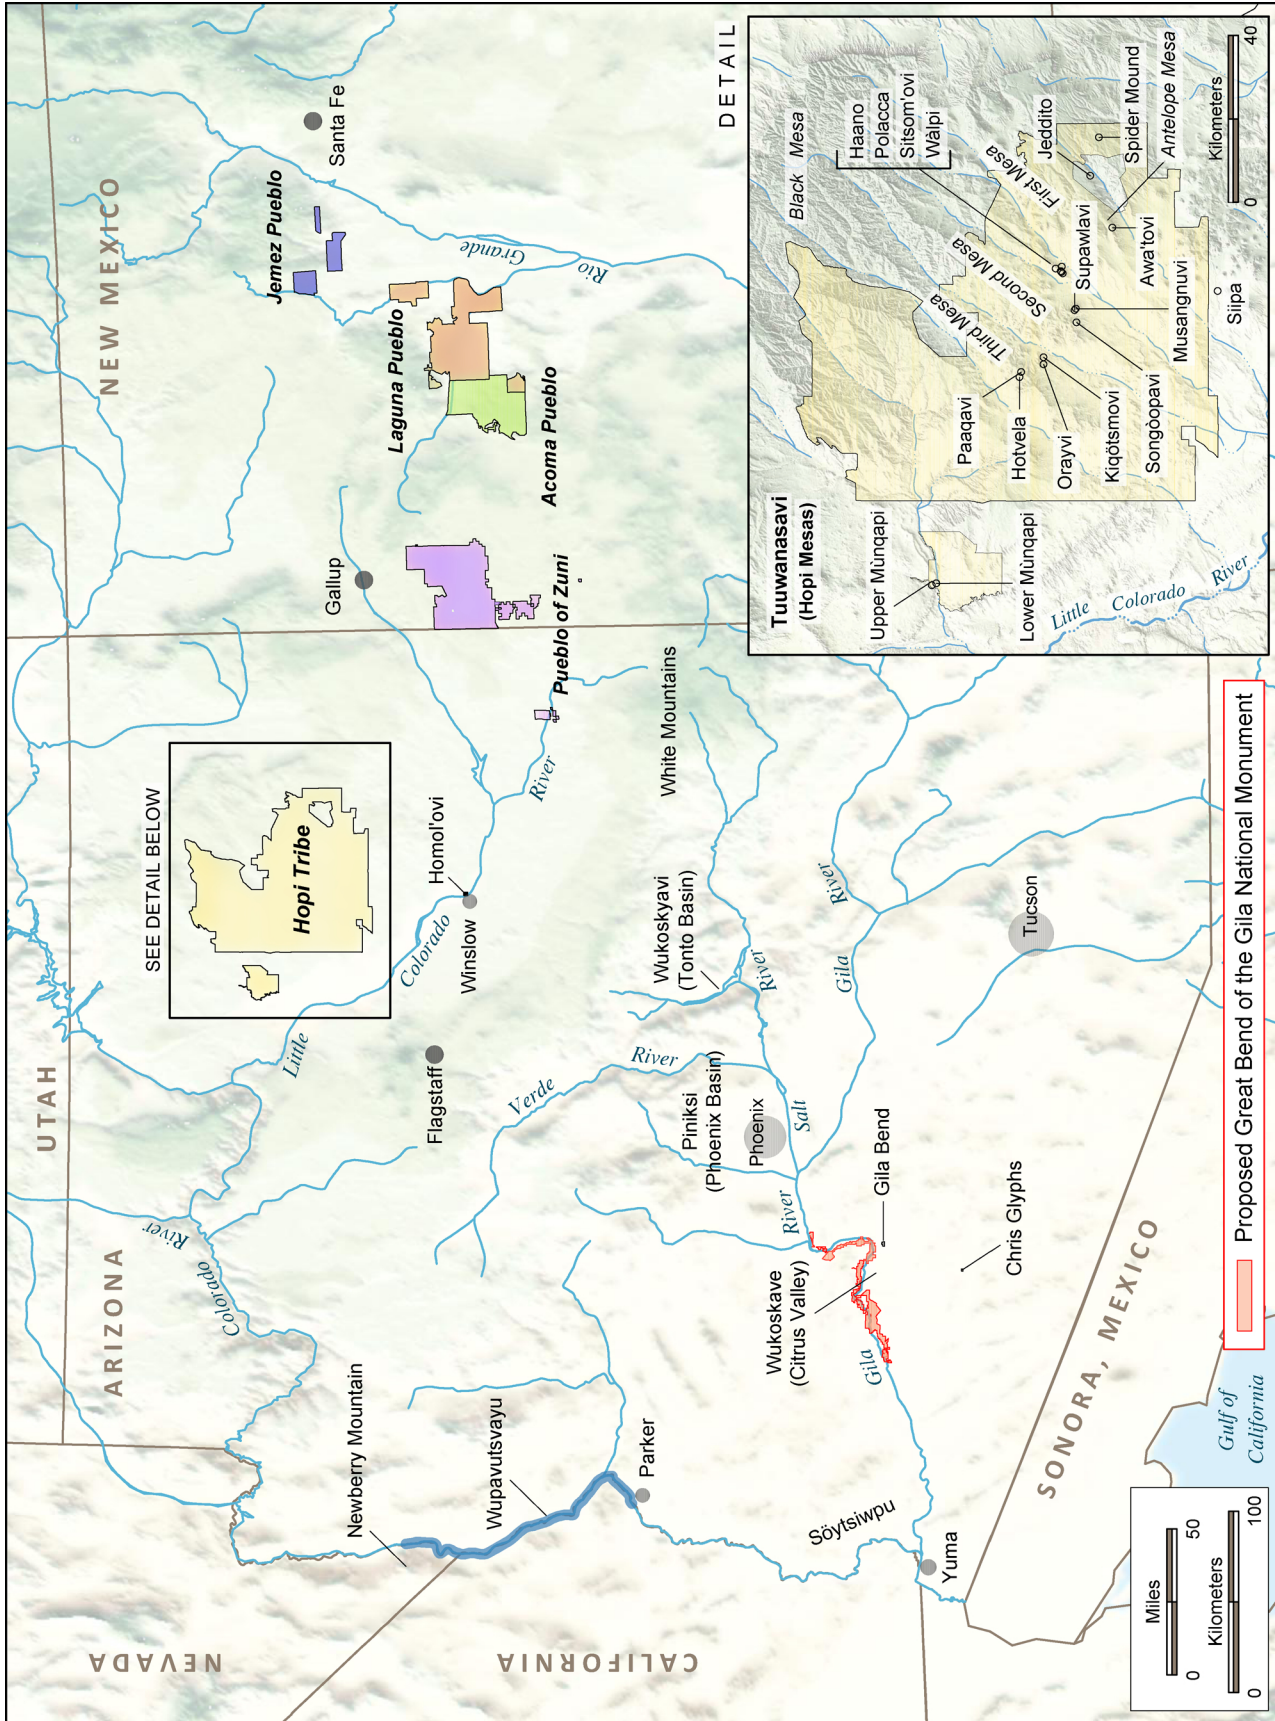 NEVADA
UTAH
ARIZONA
NEW MEXICO
CALIFORNIA
SONORA, MEXICO
Gulf of
California
SEE DETAIL BELOW
Hopi Tribe
Jemez Pueblo
Laguna Pueblo
Acoma Pueblo
Pueblo of Zuni
Santa Fe
Gallup
Rio
Grande
Colorado
River
Little
Colorado
River
Homol'ovi
Winslow
Flagstaff
Newberry Mountain
Wupavutsvayu
Parker
Söytsiwpu
Yuma
Verde
River
White Mountains
Wukoskyavi
(Tonto Basin)
Piniksi
(Phoenix Basin)
Phoenix
Salt
River
Gila
River
River
Gila
Wukoskave
(Citrus Valley)
Gila Bend
Chris Glyphs
Tucson
Miles
0
50
Kilometers
0
100
Proposed Great Bend of the Gila National Monument
DETAIL
Tuuwanasavi
(Hopi Mesas)
Black Mesa
Haano
Polacca
Sitsom'ovi
Wàlpi
First Mesa
Second Mesa
Third Mesa
Jeddito
Spider Mound
Antelope Mesa
Upper Mùnqapi
Lower Mùnqapi
Paaqavi
Hotvela
Orayvi
Kiqötsmovi
Songòopavi
Supawlavi
Musangnuvi
Awa'tovi
Siipa
Little Colorado River
Kilometers
0
40